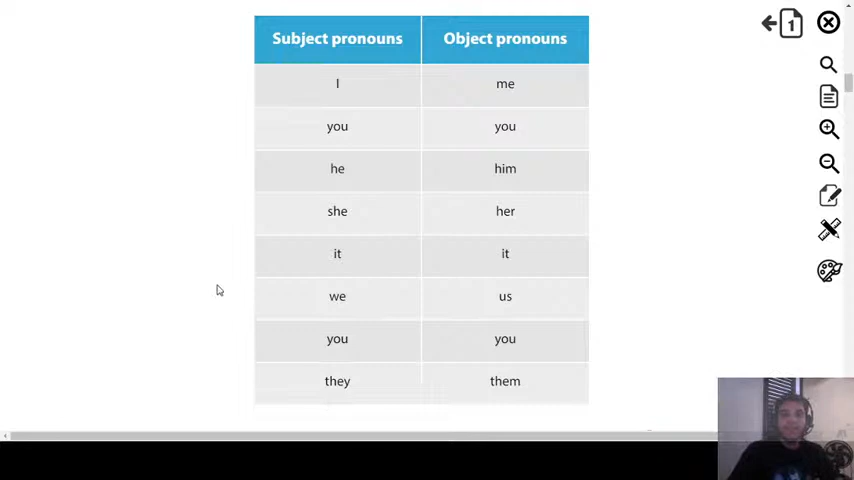 Subject pronouns Object pronouns
I me
you you
he him
she her
it it
we us
you you
they them
1